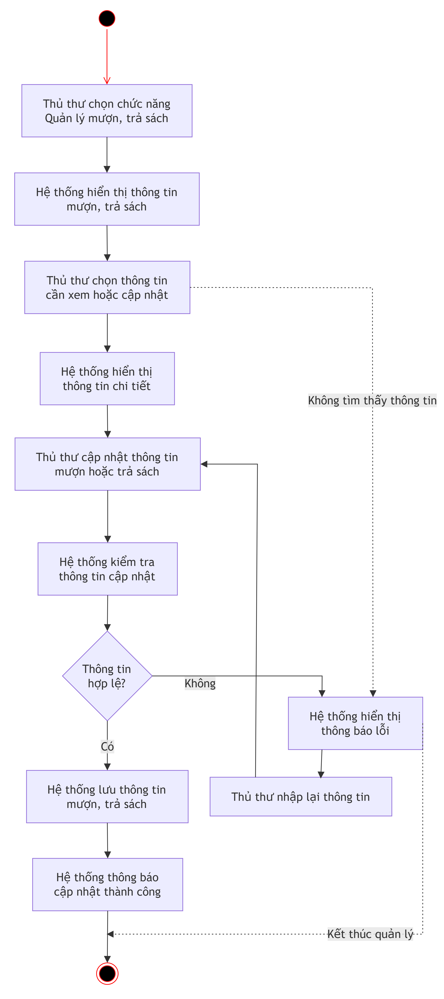 Thủ thư chọn chức năng
Quản lý mượn, trả sách
Hệ thống hiển thị thông tin
mượn, trả sách
Thủ thư chọn thông tin
cần xem hoặc cập nhật
Hệ thống hiển thị
thông tin chi tiết
Không tìm thấy thông tin
Thủ thư cập nhật thông tin
mượn hoặc trả sách
Hệ thống kiểm tra
thông tin cập nhật
Thông tin
hợp lệ?
Không
Hệ thống hiển thị
thông báo lỗi
Có
Hệ thống lưu thông tin
mượn, trả sách
Thủ thư nhập lại thông tin
Hệ thống thông báo
cập nhật thành công
Kết thúc quản lý